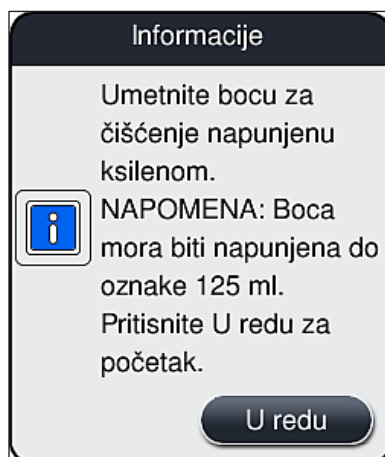 Informacije
Umetnite bocu za
čišćenje napunjenu
ksilenom.
NAPOMENA: Boca
mora biti napunjena do
oznake 125 ml.
Pritisnite U redu za
početak.
U redu